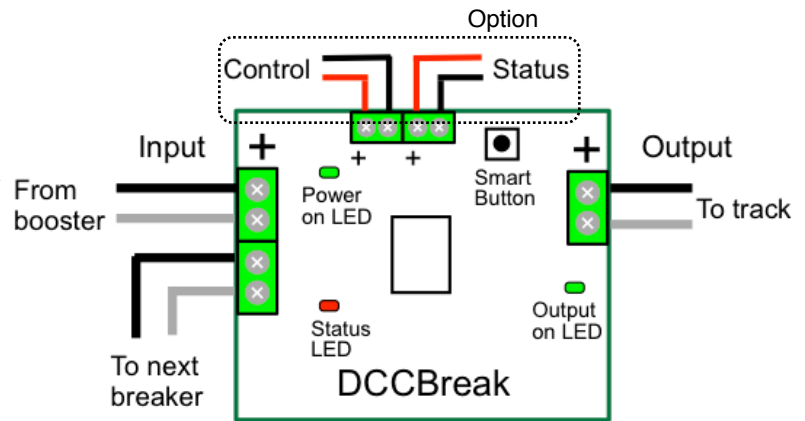 Option
Control
Status
Input
+
+
+
+
Output
Power
on LED
Smart
Button
From
booster
To track
Status
LED
Output
on LED
To next
breaker
DCCBreak